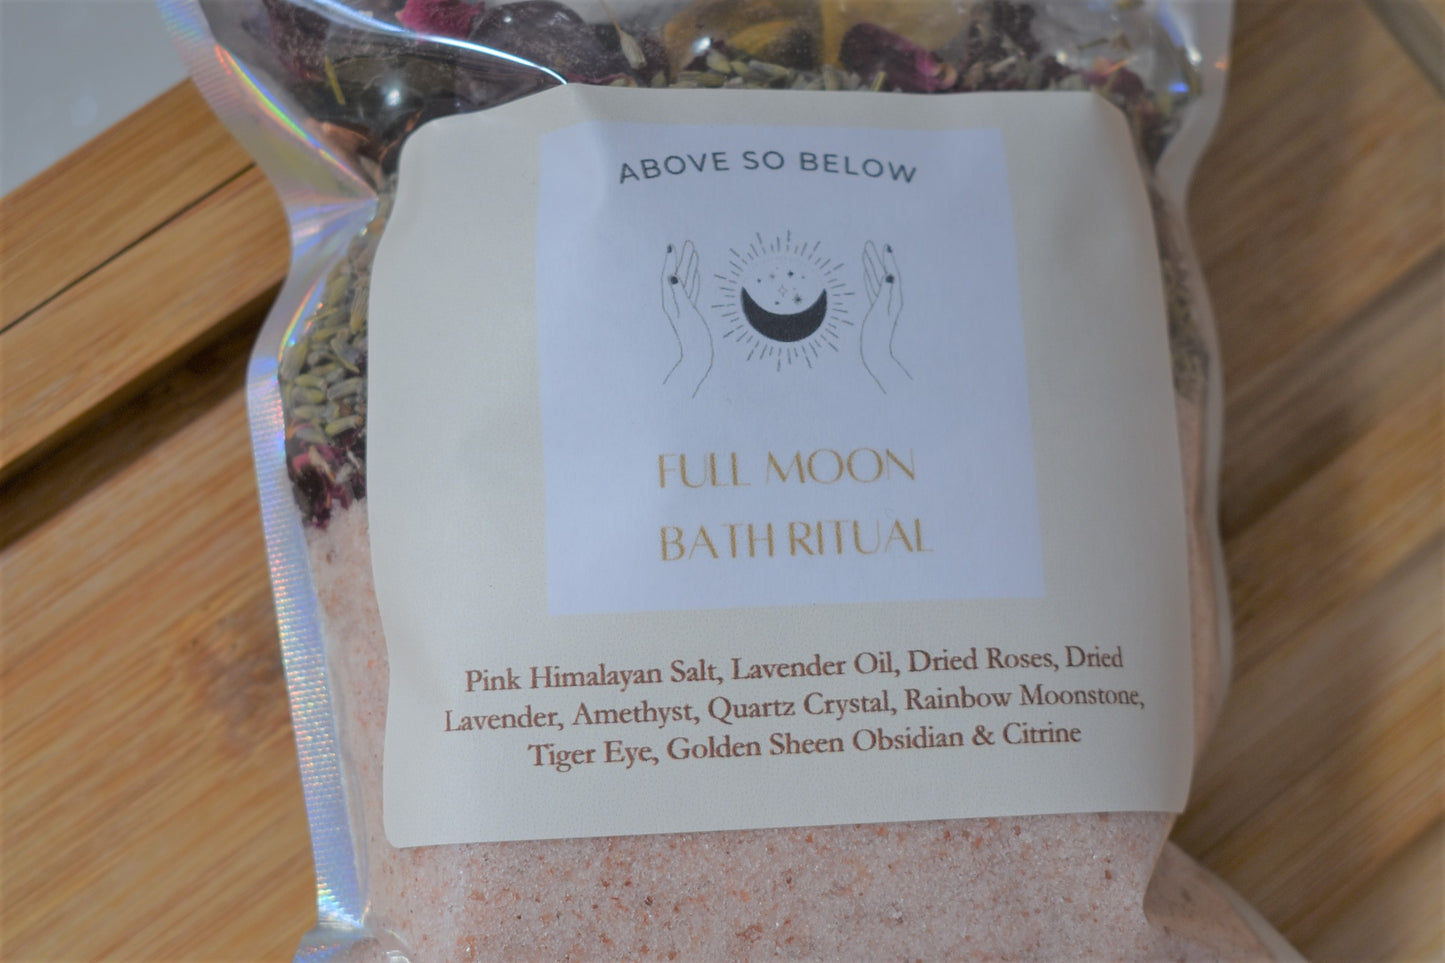 ABOVE SO BELOW
FULL MOON
BATH RITUAL
Pink Himalayan Salt, Lavender Oil, Dried Roses, Dried
Lavender, Amethyst, Quartz Crystal, Rainbow Moonstone,
Tiger Eye, Golden Sheen Obsidian & Citrine